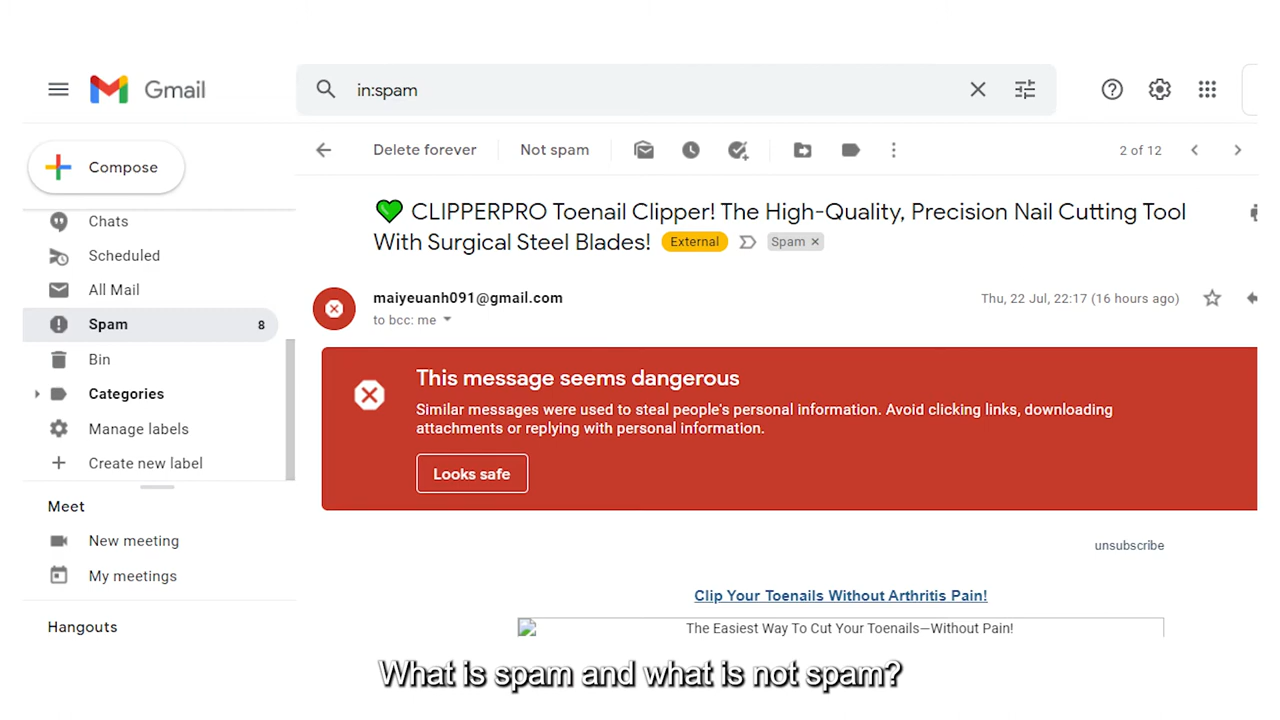 Gmail
in:spam
Compose
Delete forever
Not spam
2 of 12
Chats
Scheduled
All Mail
Spam 8
Bin
Categories
Manage labels
Create new label
Meet
New meeting
My meetings
Hangouts
💚 CLIPPERPRO Toenail Clipper! The High-Quality, Precision Nail Cutting Tool
With Surgical Steel Blades! External Spam ×
maiyeuanh091@gmail.com Thu, 22 Jul, 22:17 (16 hours ago)
to bcc: me
This message seems dangerous
Similar messages were used to steal people's personal information. Avoid clicking links, downloading
attachments or replying with personal information.
Looks safe
unsubscribe
Clip Your Toenails Without Arthritis Pain!
The Easiest Way To Cut Your Toenails—Without Pain!
What is spam and what is not spam?